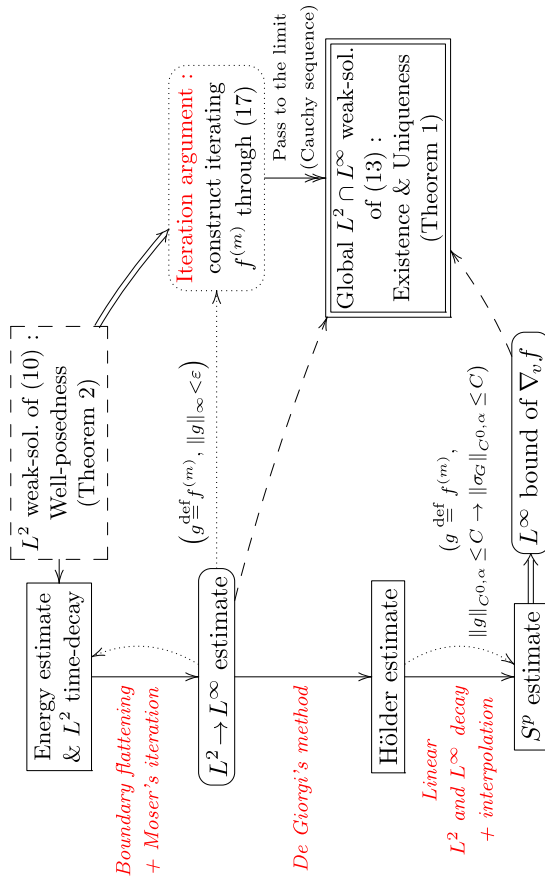 L² weak-sol. of (10) :
Well-posedness
(Theorem 2)
Iteration argument :
construct iterating
f⁽ᵐ⁾ through (17)
Energy estimate
& L² time-decay
Boundary flattening
+ Moser's iteration
(g ≝ f⁽ᵐ⁾, ‖g‖∞ < ε)
Pass to the limit
(Cauchy sequence)
L² → L^∞ estimate
Global L² ∩ L^∞ weak-sol.
of (13) :
Existence & Uniqueness
(Theorem 1)
De Giorgi's method
Hölder estimate
(g ≝ f⁽ᵐ⁾,
‖g‖_{C^{0,α}} ≤ C → ‖σ_G‖_{C^{0,α}} ≤ C)
Linear
L² and L^∞ decay
+ interpolation
S^p estimate
L^∞ bound of ∇_v f